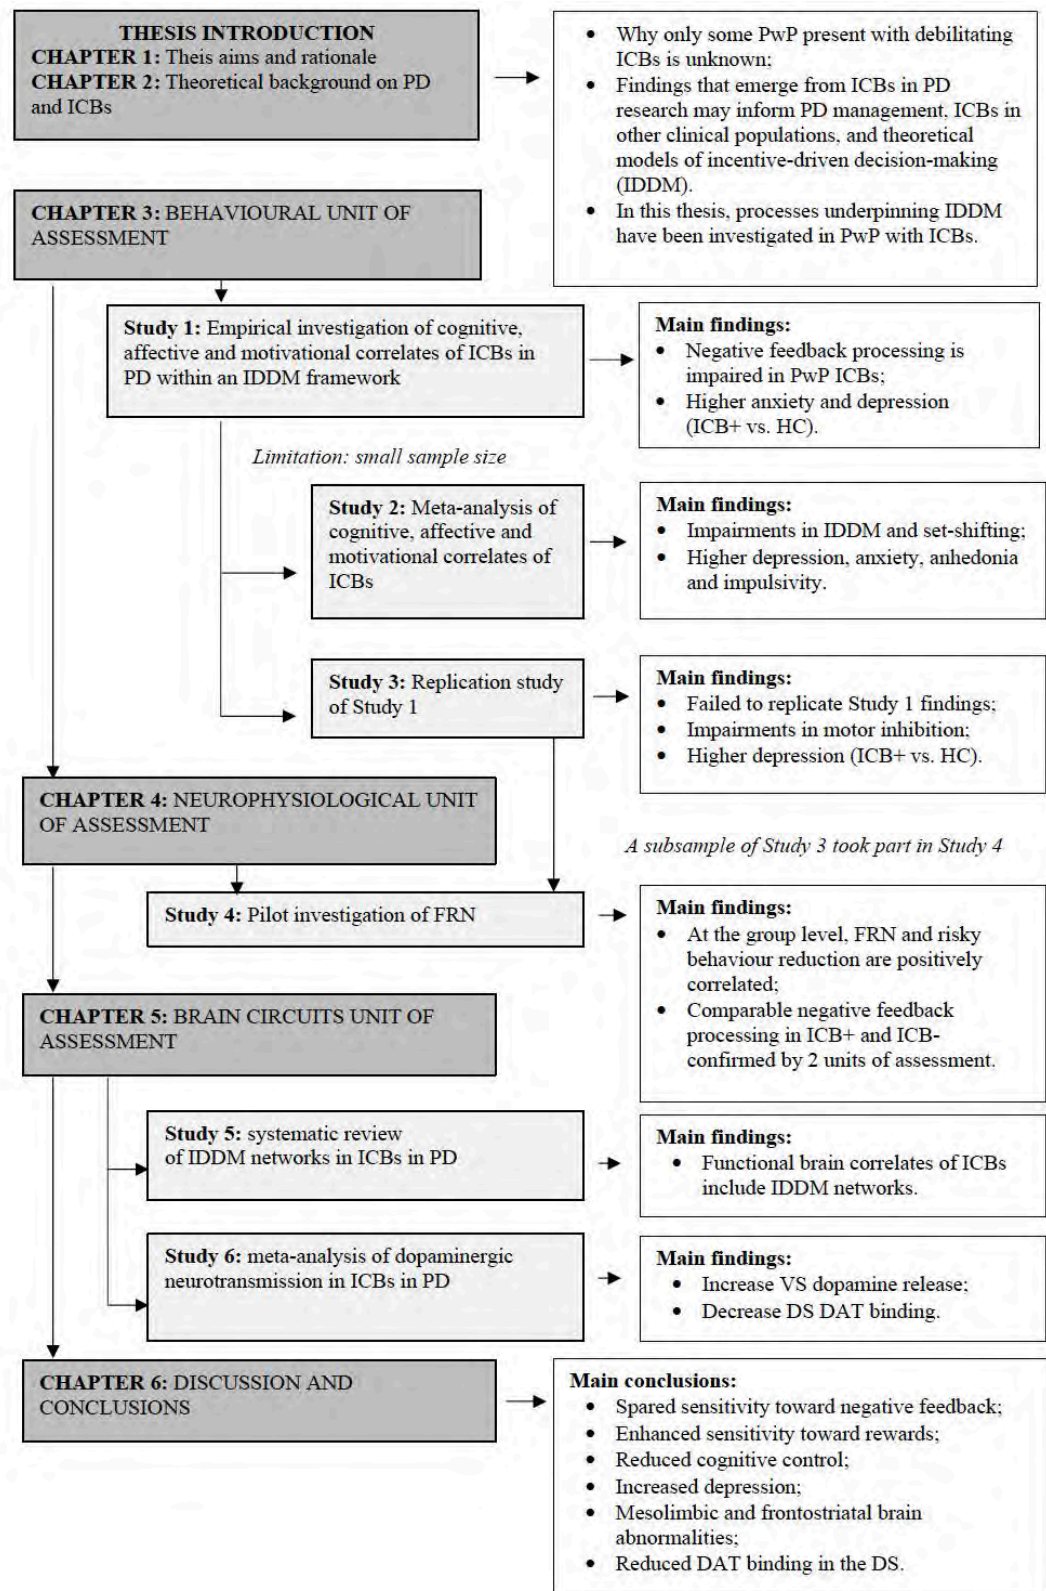 THESIS INTRODUCTION
CHAPTER 1: Theis aims and rationale
CHAPTER 2: Theoretical background on PD
and ICBs
• Why only some PwP present with debilitating
ICBs is unknown;
• Findings that emerge from ICBs in PD
research may inform PD management, ICBs in
other clinical populations, and theoretical
models of incentive-driven decision-making
(IDDM).
• In this thesis, processes underpinning IDDM
have been investigated in PwP with ICBs.
CHAPTER 3: BEHAVIOURAL UNIT OF
ASSESSMENT
Study 1: Empirical investigation of cognitive,
affective and motivational correlates of ICBs in
PD within an IDDM framework
Main findings:
• Negative feedback processing is
impaired in PwP ICBs;
• Higher anxiety and depression
(ICB+ vs. HC).
Limitation: small sample size
Study 2: Meta-analysis of
cognitive, affective and
motivational correlates of
ICBs
Main findings:
• Impairments in IDDM and set-shifting;
• Higher depression, anxiety, anhedonia
and impulsivity.
Study 3: Replication study
of Study 1
Main findings:
• Failed to replicate Study 1 findings;
• Impairments in motor inhibition;
• Higher depression (ICB+ vs. HC).
CHAPTER 4: NEUROPHYSIOLOGICAL UNIT
OF ASSESSMENT
A subsample of Study 3 took part in Study 4
Study 4: Pilot investigation of FRN
Main findings:
• At the group level, FRN and risky
behaviour reduction are positively
correlated;
• Comparable negative feedback
processing in ICB+ and ICB-
confirmed by 2 units of assessment.
CHAPTER 5: BRAIN CIRCUITS UNIT OF
ASSESSMENT
Study 5: systematic review
of IDDM networks in ICBs in PD
Main findings:
• Functional brain correlates of ICBs
include IDDM networks.
Study 6: meta-analysis of dopaminergic
neurotransmission in ICBs in PD
Main findings:
• Increase VS dopamine release;
• Decrease DS DAT binding.
CHAPTER 6: DISCUSSION AND
CONCLUSIONS
Main conclusions:
• Spared sensitivity toward negative feedback;
• Enhanced sensitivity toward rewards;
• Reduced cognitive control;
• Increased depression;
• Mesolimbic and frontostriatal brain
abnormalities;
• Reduced DAT binding in the DS.